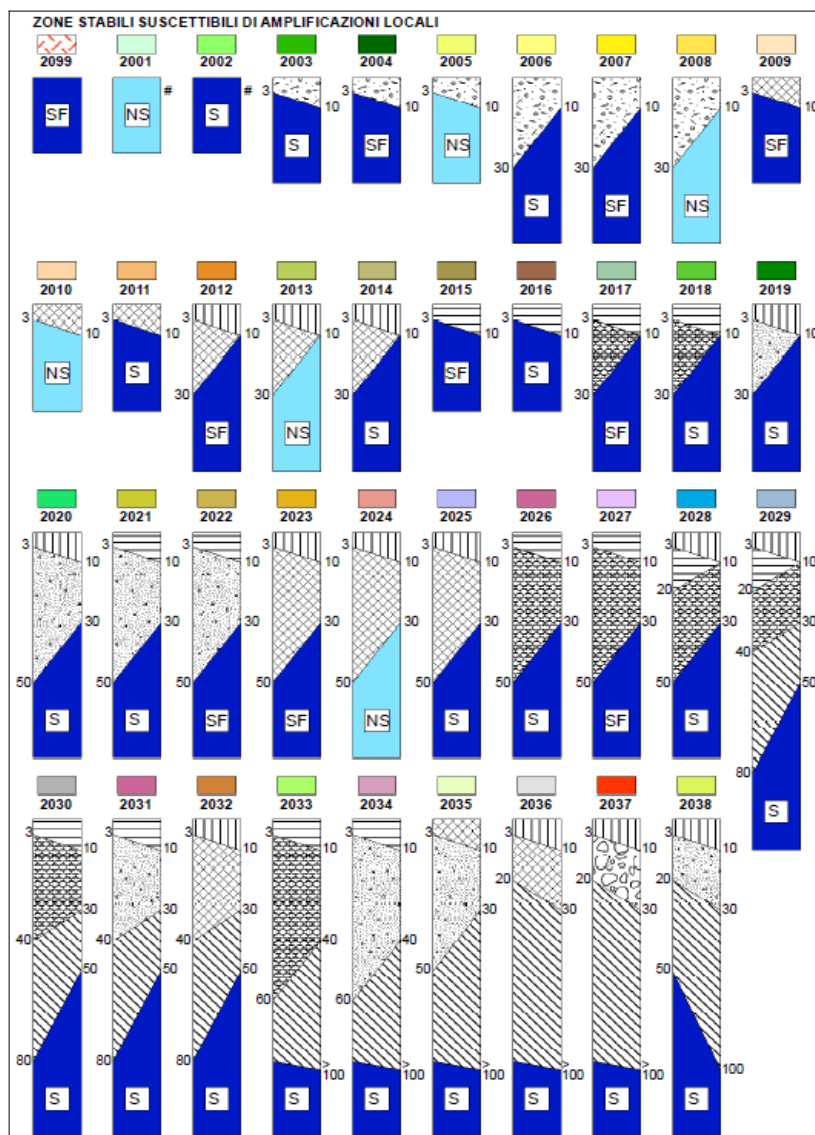 ZONE STABILI SUSCETTIBILI DI AMPLIFICAZIONI LOCALI
2099 2001 2002 2003 2004 2005 2006 2007 2008 2009
# # 3 3 3 3
10 10 10 10 10 10 10
SF NS S
S SF NS SF
30 30 30
S SF NS
2010 2011 2012 2013 2014 2015 2016 2017 2018 2019
3 3 3 3 3 3 3 3 3 3
10 10 10 10 10 10 10 10 10 10
NS S SF S
30 30 30 30 30 30
SF NS S SF S S
2020 2021 2022 2023 2024 2025 2026 2027 2028 2029
3 3 3 3 3 3 3 3 3 3
10 10 10 10 10 10 10 10 10 10
20 20
30 30 30 30 30 30 30 30 30
40
50 50 50 50 50 50 50 50 50 50
S S SF SF NS S S SF S
80
S
2030 2031 2032 2033 2034 2035 2036 2037 2038
3 3 3 3 3 3 3 3 3
10 10 10 10 10 10 10 10 10
20 20 20
30 30 30 30 30 30 30
40 40 40 40 40
50 50 50 50 50
60 60
80 80 80 > > > > >
100 100 100 100 100 100
S S S S S S S S S